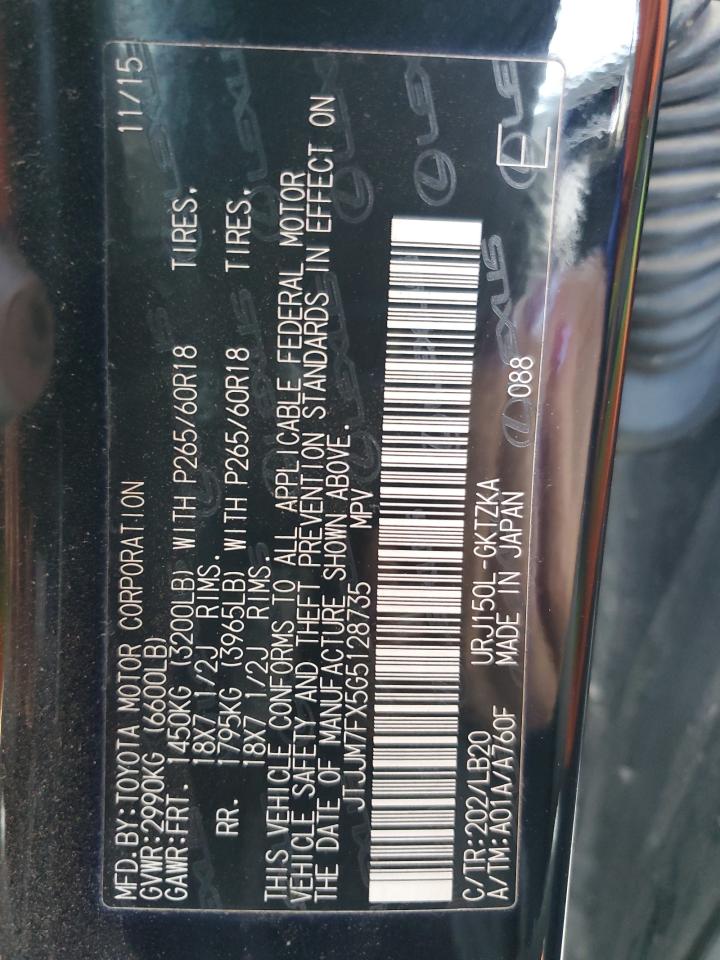 MFD.BY:TOYOTA MOTOR CORPORATION 11/15
GVWR:2990KG (6600LB)
GAWR:FRT. 1450KG (3200LB) WITH P265/60R18 TIRES,
18X7 1/2J RIMS.
RR. 1795KG (3965LB) WITH P265/60R18 TIRES,
18X7 1/2J RIMS.
THIS VEHICLE CONFORMS TO ALL APPLICABLE FEDERAL MOTOR
VEHICLE SAFETY AND THEFT PREVENTION STANDARDS IN EFFECT ON
THE DATE OF MANUFACTURE SHOWN ABOVE.
JTJJM7FX5G5128735 MPV
C/TR:202/LB20 URJ150L-GKTZKA
A/TM:A01A/A760F MADE IN JAPAN 088 E
LEXUS